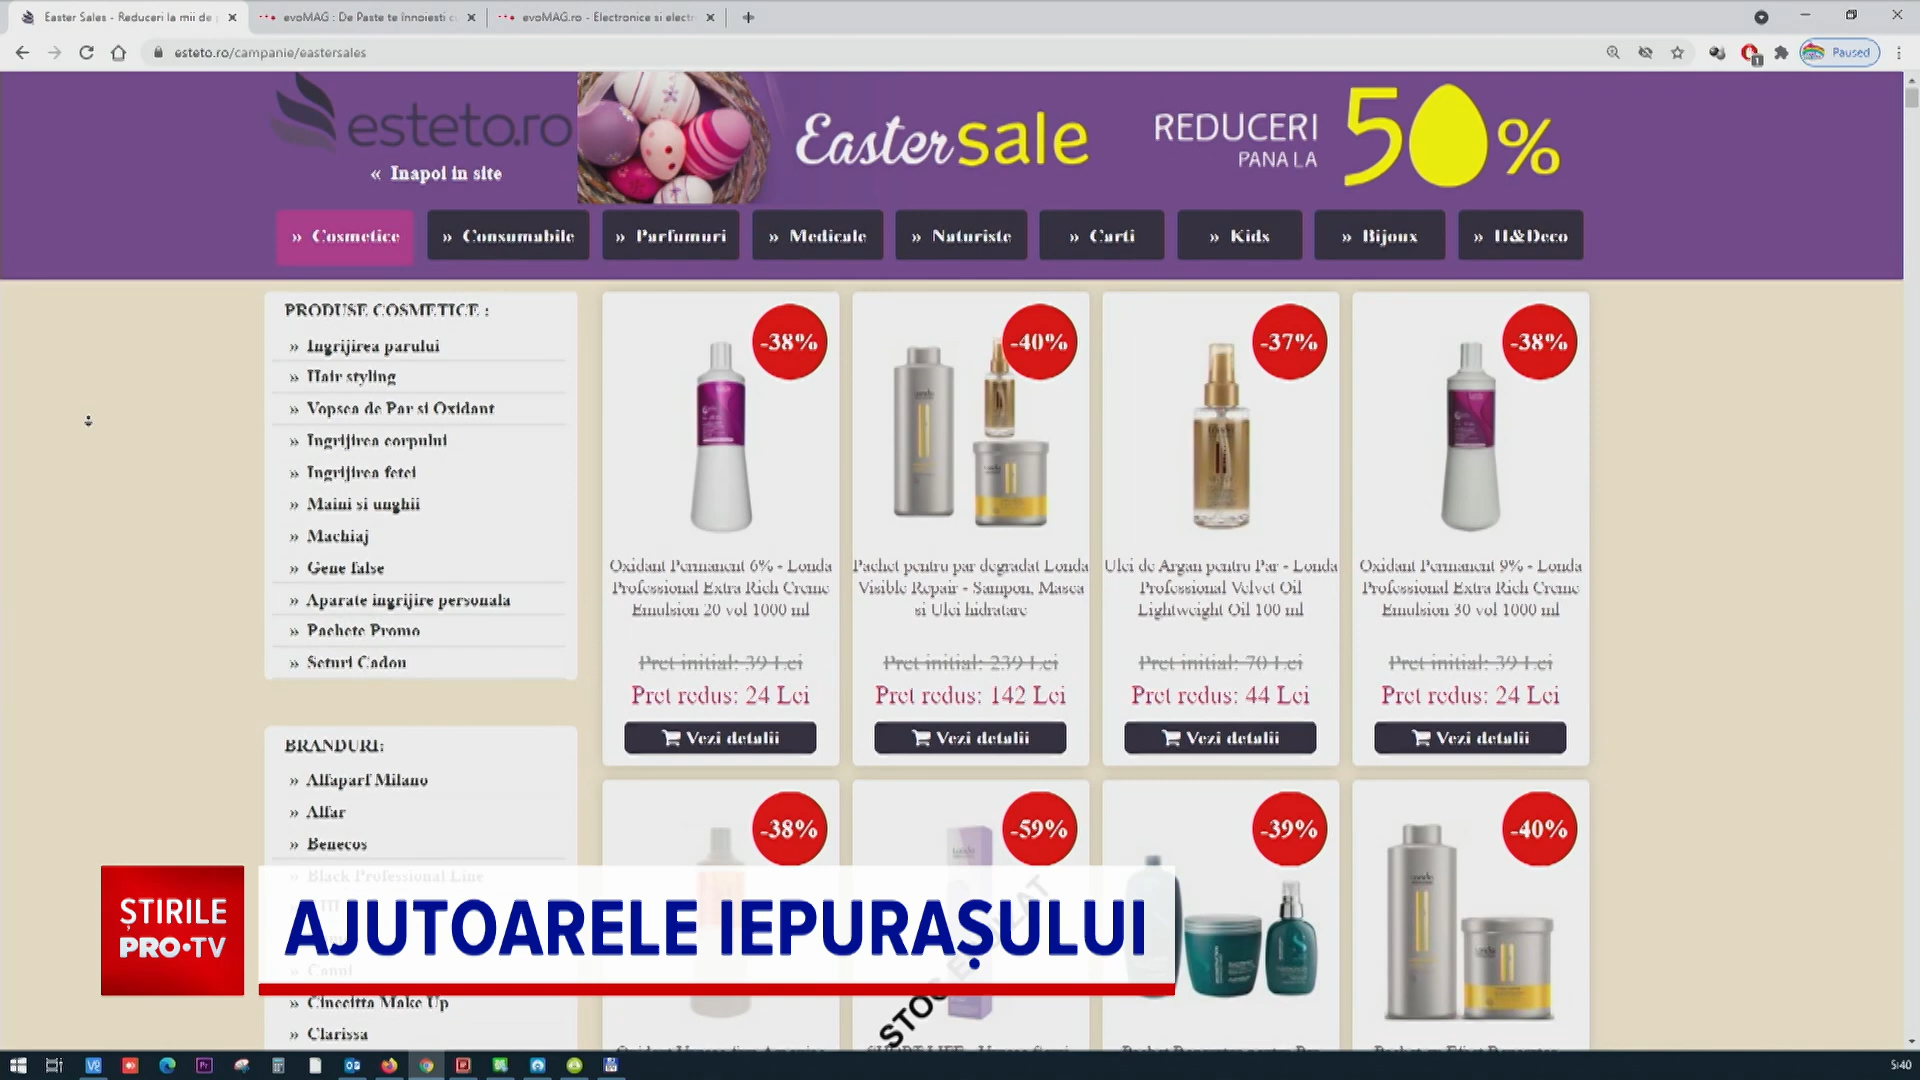 Easter Sales - Reduceri la mii de
evoMAG : De Paste te innoiesti
evoMAG.ro - Electronice si electr
esteto.ro/campanie/eastersales
Paused
esteto.ro
« Inapoi in site
Easter sale
REDUCERI
PANA LA
50%
» Cosmetice
» Consumabile
» Parfumuri
» Medicale
» Naturiste
» Carti
» Kids
» Bijoux
» H&Deco
PRODUSE COSMETICE :
» Ingrijirea parului
» Hair styling
» Vopsea de Par si Oxidant
» Ingrijirea corpului
» Ingrijirea fetei
» Maini si unghii
» Machiaj
» Gene false
» Aparate ingrijire personala
» Pachete Promo
» Seturi Cadou
BRANDURI:
» Alfaparf Milano
» Alfar
» Benecos
» Black Professional Line
» Cinecitta Make Up
» Clarissa
-38%
Oxidant Permanent 6% - Londa
Professional Extra Rich Creme
Emulsion 20 vol 1000 ml
Pret initial: 39 Lei
Pret redus: 24 Lei
Vezi detalii
-40%
Pachet pentru par degradat Londa
Visible Repair - Sampon, Masca
si Ulei hidratare
Pret initial: 239 Lei
Pret redus: 142 Lei
Vezi detalii
-37%
Ulei de Argan pentru Par - Londa
Professional Velvet Oil
Lightweight Oil 100 ml
Pret initial: 70 Lei
Pret redus: 44 Lei
Vezi detalii
-38%
Oxidant Permanent 9% - Londa
Professional Extra Rich Creme
Emulsion 30 vol 1000 ml
Pret initial: 39 Lei
Pret redus: 24 Lei
Vezi detalii
-38%
-59%
-39%
-40%
ȘTIRILE
PRO•TV
AJUTOARELE IEPURAȘULUI
5:40